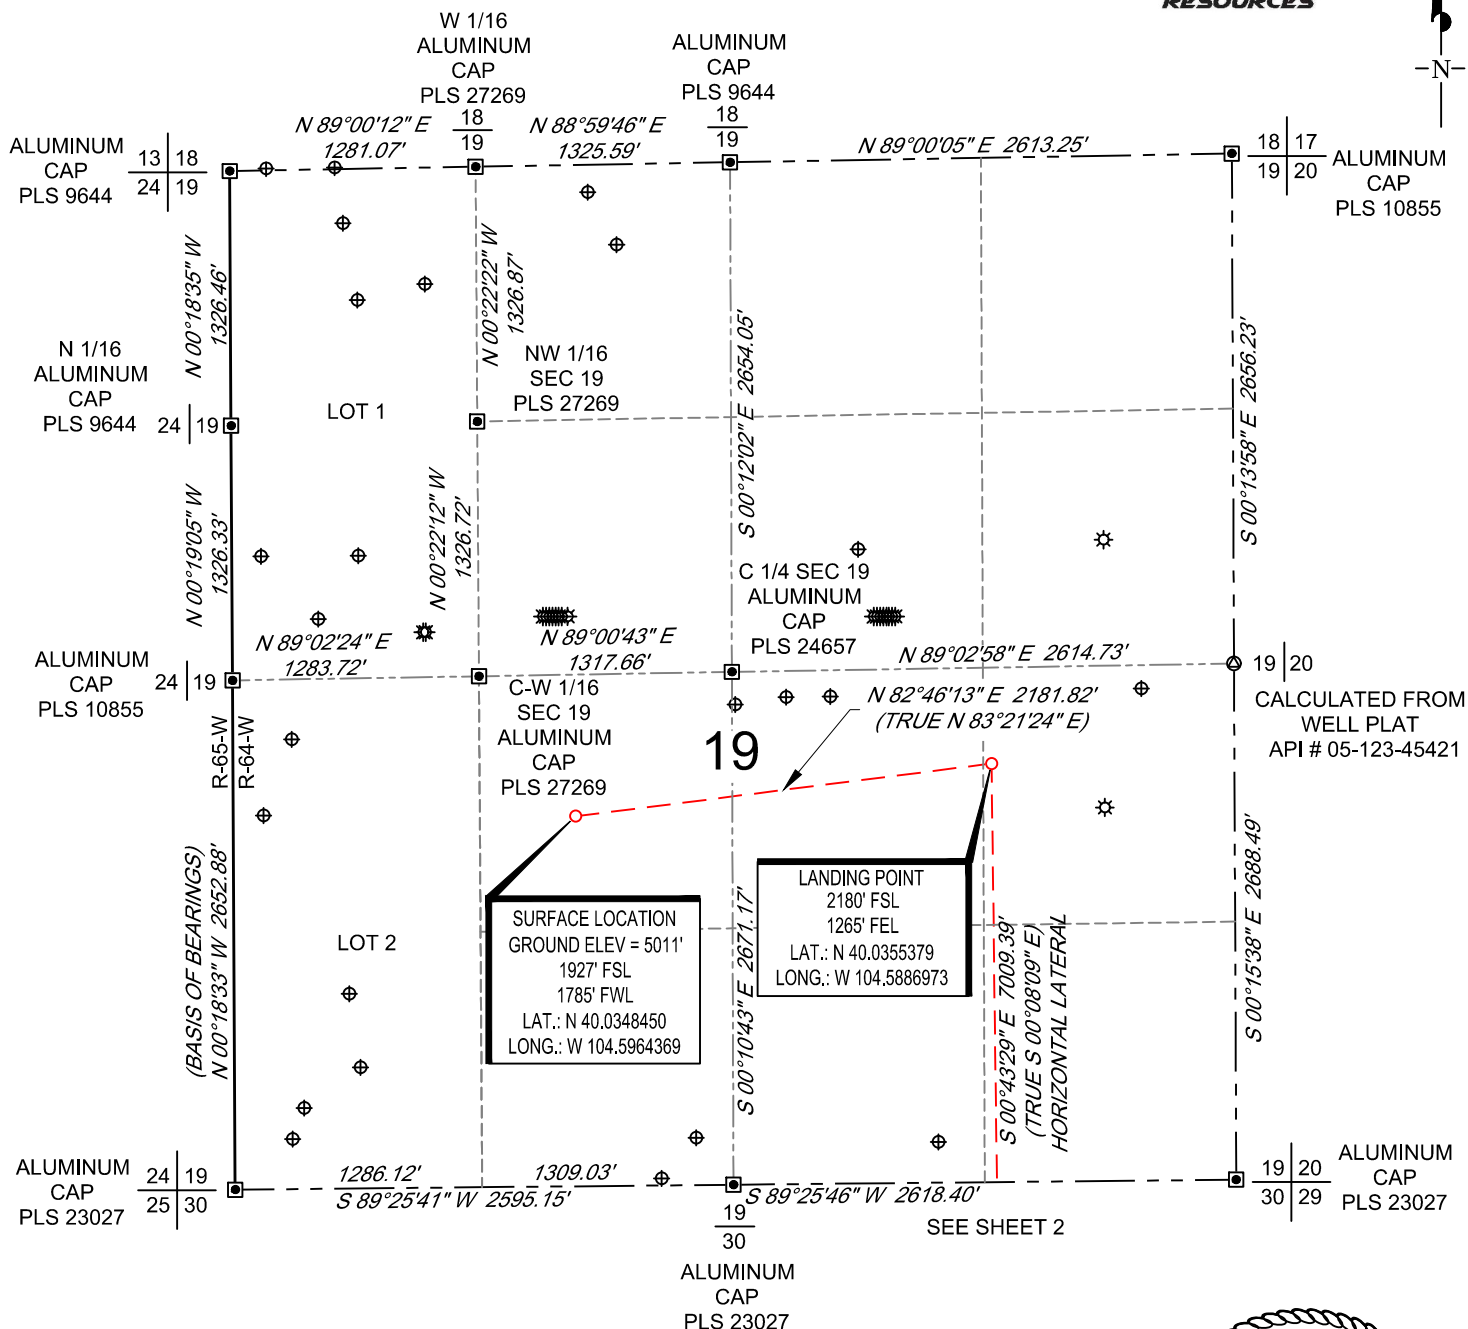 RESOURCES
N
W 1/16
ALUMINUM
CAP
PLS 27269
18
19
ALUMINUM
CAP
PLS 9644
18
19
ALUMINUM
CAP
PLS 9644
13 18
24 19
N 89°00'12" E
1281.07'
N 88°59'46" E
1325.59'
N 89°00'05" E 2613.25'
18 17
19 20
ALUMINUM
CAP
PLS 10855
N 00°18'35" W
1326.46'
N 00°22'22" W
1326.87'
S 00°12'02" E 2654.05'
S 00°13'58" E 2656.23'
N 1/16
ALUMINUM
CAP
PLS 9644
24 19
LOT 1
NW 1/16
SEC 19
PLS 27269
N 00°19'05" W
1326.33'
N 00°22'12" W
1326.72'
C 1/4 SEC 19
ALUMINUM
CAP
PLS 24657
N 89°02'24" E
1283.72'
N 89°00'43" E
1317.66'
N 89°02'58" E 2614.73'
ALUMINUM
CAP
PLS 10855
24 19
19 20
CALCULATED FROM
WELL PLAT
API # 05-123-45421
C-W 1/16
SEC 19
ALUMINUM
CAP
PLS 27269
N 82°46'13" E 2181.82'
(TRUE N 83°21'24" E)
R-65-W
R-64-W
19
(BASIS OF BEARINGS)
N 00°18'33" W 2652.88'
LOT 2
SURFACE LOCATION
GROUND ELEV = 5011'
1927' FSL
1785' FWL
LAT.: N 40.0348450
LONG.: W 104.5964369
LANDING POINT
2180' FSL
1265' FEL
LAT.: N 40.0355379
LONG.: W 104.5886973
S 00°10'43" E 2671.17'
S 00°43'29" E 7009.39'
(TRUE S 00°08'09" E)
HORIZONTAL LATERAL
S 00°15'38" E 2688.49'
ALUMINUM
CAP
PLS 23027
24 19
25 30
1286.12'
1309.03'
S 89°25'41" W 2595.15'
S 89°25'46" W 2618.40'
19
30
ALUMINUM
CAP
PLS 23027
SEE SHEET 2
19 20
30 29
ALUMINUM
CAP
PLS 23027